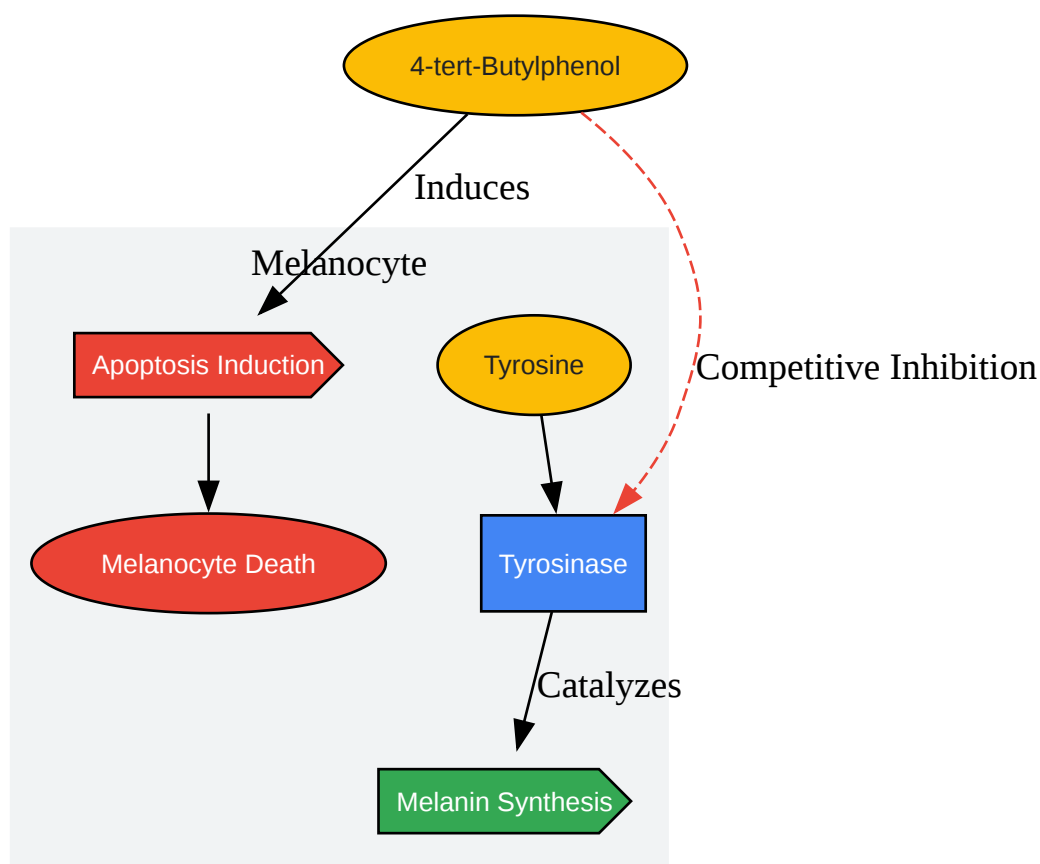 4-tert-Butylphenol
Induces
Melanocyte
Apoptosis Induction
Tyrosine
Competitive Inhibition
Melanocyte Death
Tyrosinase
Catalyzes
Melanin Synthesis